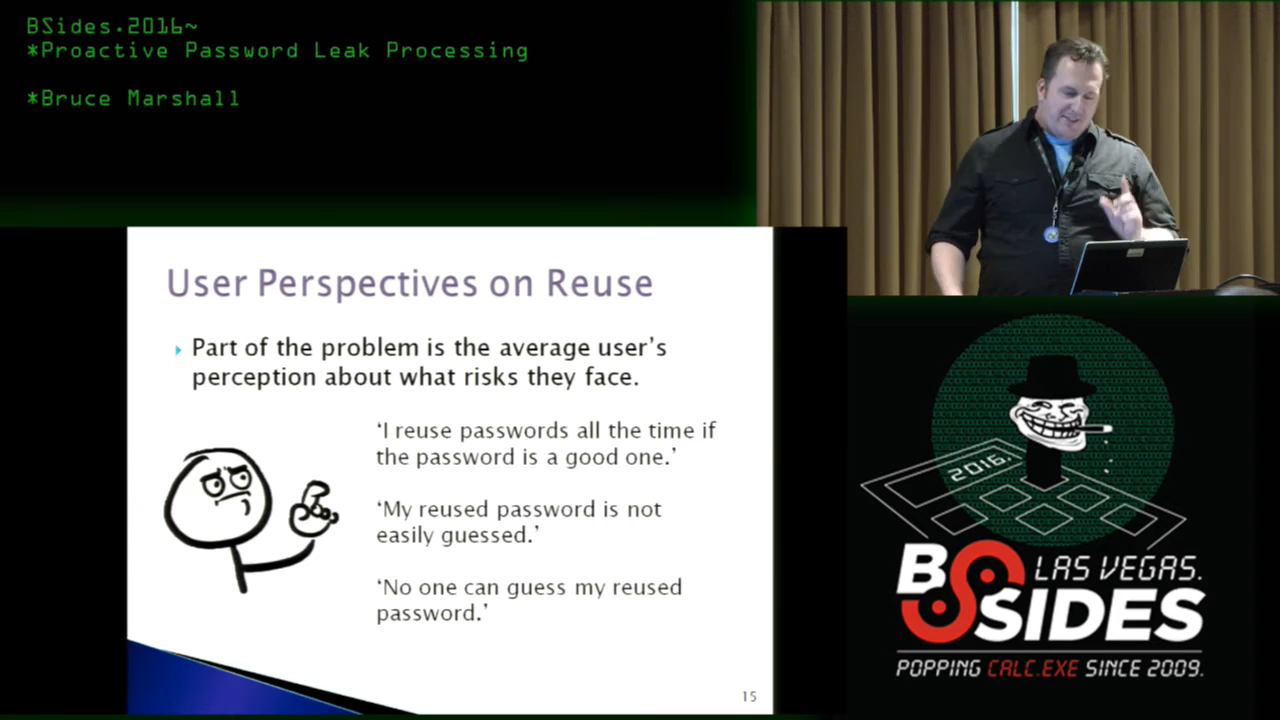 BSides.2016~
*Proactive Password Leak Processing
*Bruce Marshall
User Perspectives on Reuse
Part of the problem is the average user's
perception about what risks they face.
‘I reuse passwords all the time if
the password is a good one.’
‘My reused password is not
easily guessed.’
‘No one can guess my reused
password.’
15
2016.
BSIDES
LAS VEGAS.
POPPING CALC.EXE SINCE 2009.